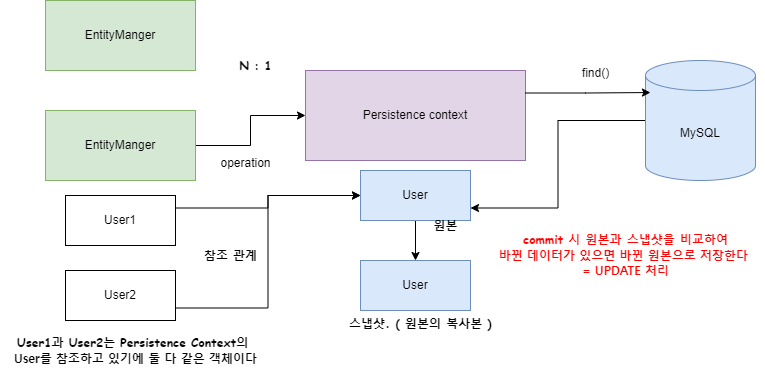 EntityManger
N : 1
find()
Persistence context
MySQL
EntityManger
operation
User
User1
원본
참조 관계
commit 시 원본과 스냅샷을 비교하여
바뀐 데이터가 있으면 바뀐 원본으로 저장한다
= UPDATE 처리
User2
User
스냅샷. ( 원본의 복사본 )
User1과 User2는 Persistence Context의
User를 참조하고 있기에 둘 다 같은 객체이다